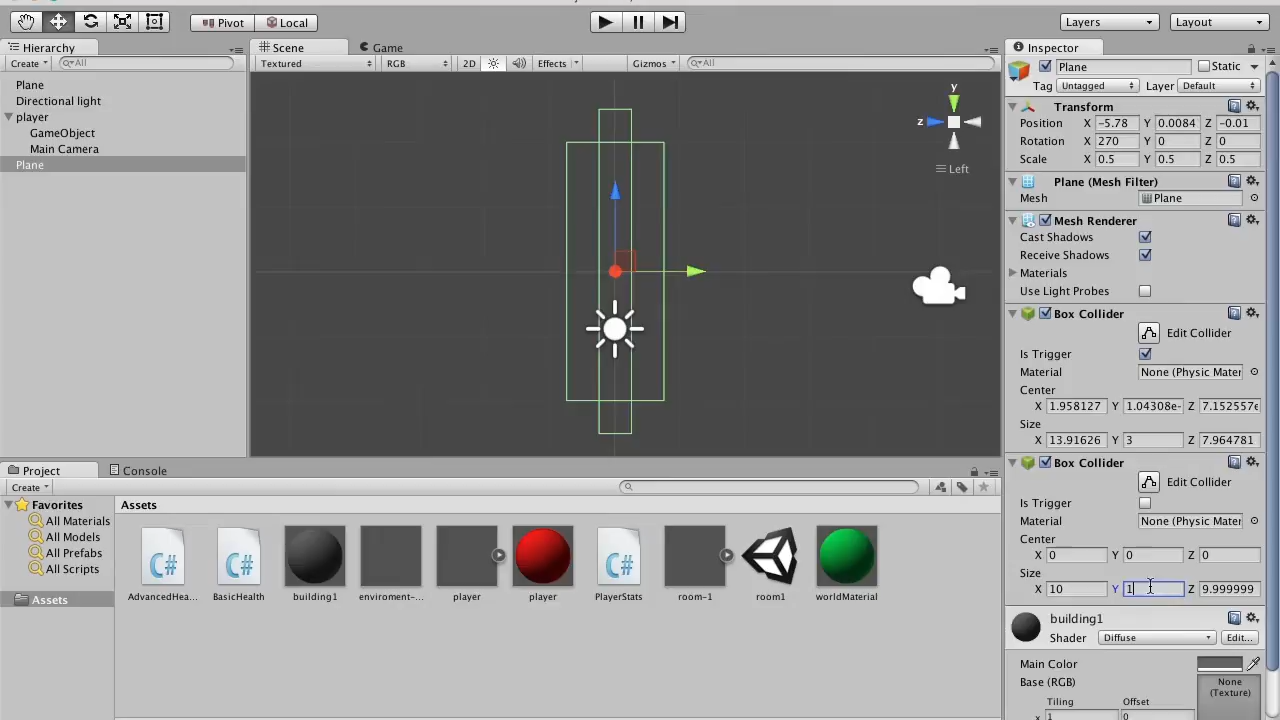 Pivot Local Layers Layout
Hierarchy Scene Game Inspector
Create All Textured RGB 2D Effects Gizmos All
Plane Static
Tag Untagged Layer Default
Plane
Directional light
player
GameObject
Main Camera
Plane
y
z
Left
Transform
Position X -5.78 Y 0.0084 Z -0.01
Rotation X 270 Y 0 Z 0
Scale X 0.5 Y 0.5 Z 0.5
Plane (Mesh Filter)
Mesh Plane
Mesh Renderer
Cast Shadows
Receive Shadows
Materials
Use Light Probes
Box Collider
Edit Collider
Is Trigger
Material None (Physic Mater
Center
X 1.958127 Y 1.04308e- Z 7.152557e
Size
X 13.91626 Y 3 Z 7.964781
Box Collider
Edit Collider
Is Trigger
Material None (Physic Mater
Center
X 0 Y 0 Z 0
Size
X 10 Y 1 Z 9.999999
building1
Shader Diffuse Edit...
Main Color
Base (RGB)
None
(Texture)
Tiling Offset
x 1 0
Project Console
Create
Favorites
All Materials
All Models
All Prefabs
All Scripts
Assets
Assets
C# C# C#
AdvancedHea... BasicHealth building1 enviroment-... player player PlayerStats room-1 room1 worldMaterial